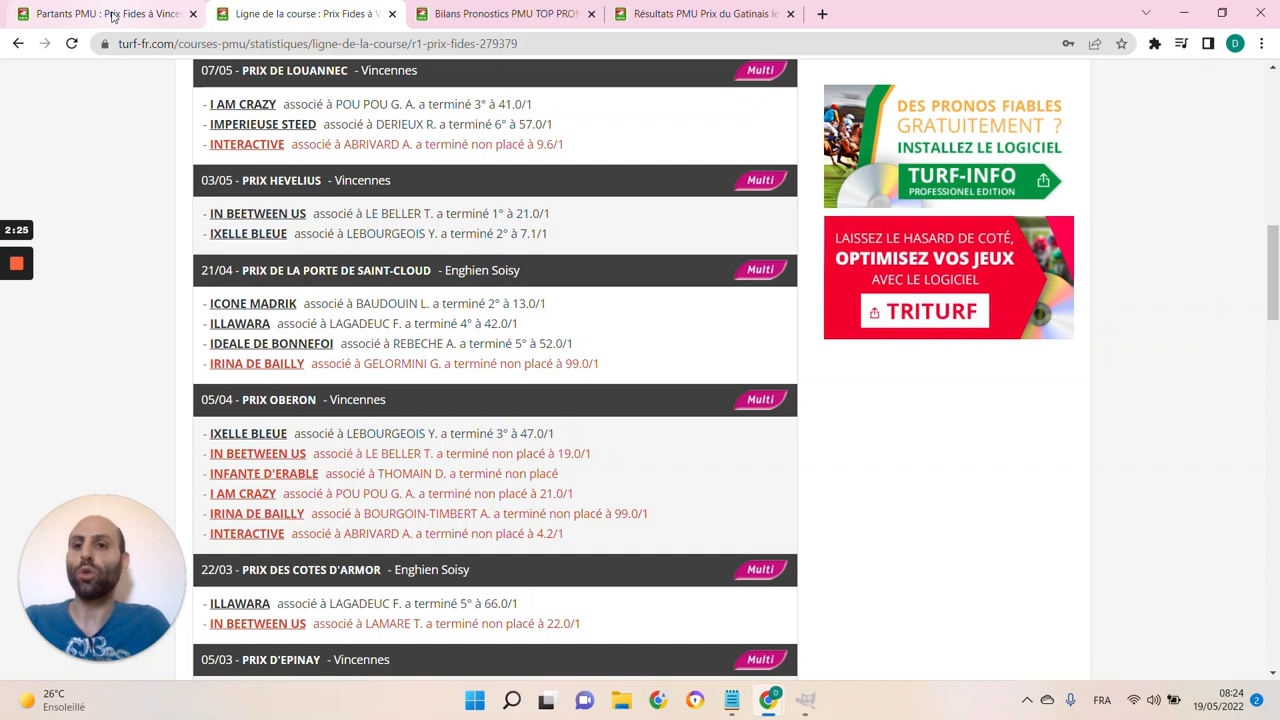 Partants PMU : Prix Fides à Vince
Ligne de la course : Prix Fides à V
Bilans Pronostics PMU TOP PRON
Résultats PMU Prix du Gatinais le
turf-fr.com/courses-pmu/statistiques/ligne-de-la-course/r1-prix-fides-279379
D
07/05 - PRIX DE LOUANNEC - Vincennes
Multi
- I AM CRAZY associé à POU POU G. A. a terminé 3° à 41.0/1
- IMPERIEUSE STEED associé à DERIEUX R. a terminé 6° à 57.0/1
- INTERACTIVE associé à ABRIVARD A. a terminé non placé à 9.6/1
03/05 - PRIX HEVELIUS - Vincennes
Multi
- IN BEETWEEN US associé à LE BELLER T. a terminé 1° à 21.0/1
- IXELLE BLEUE associé à LEBOURGEOIS Y. a terminé 2° à 7.1/1
21/04 - PRIX DE LA PORTE DE SAINT-CLOUD - Enghien Soisy
Multi
- ICONE MADRIK associé à BAUDOUIN L. a terminé 2° à 13.0/1
- ILLAWARA associé à LAGADEUC F. a terminé 4° à 42.0/1
- IDEALE DE BONNEFOI associé à REBECHE A. a terminé 5° à 52.0/1
- IRINA DE BAILLY associé à GELORMINI G. a terminé non placé à 99.0/1
05/04 - PRIX OBERON - Vincennes
Multi
- IXELLE BLEUE associé à LEBOURGEOIS Y. a terminé 3° à 47.0/1
- IN BEETWEEN US associé à LE BELLER T. a terminé non placé à 19.0/1
- INFANTE D'ERABLE associé à THOMAIN D. a terminé non placé
- I AM CRAZY associé à POU POU G. A. a terminé non placé à 21.0/1
- IRINA DE BAILLY associé à BOURGOIN-TIMBERT A. a terminé non placé à 99.0/1
- INTERACTIVE associé à ABRIVARD A. a terminé non placé à 4.2/1
22/03 - PRIX DES COTES D'ARMOR - Enghien Soisy
Multi
- ILLAWARA associé à LAGADEUC F. a terminé 5° à 66.0/1
- IN BEETWEEN US associé à LAMARE T. a terminé non placé à 22.0/1
05/03 - PRIX D'EPINAY - Vincennes
Multi
DES PRONOS FIABLES
GRATUITEMENT ?
INSTALLEZ LE LOGICIEL
TURF-INFO
PROFESSIONEL EDITION
LAISSEZ LE HASARD DE COTÉ,
OPTIMISEZ VOS JEUX
AVEC LE LOGICIEL
TRITURF
2:25
26°C
Ensoleillé
D
FRA
08:24
19/05/2022
2